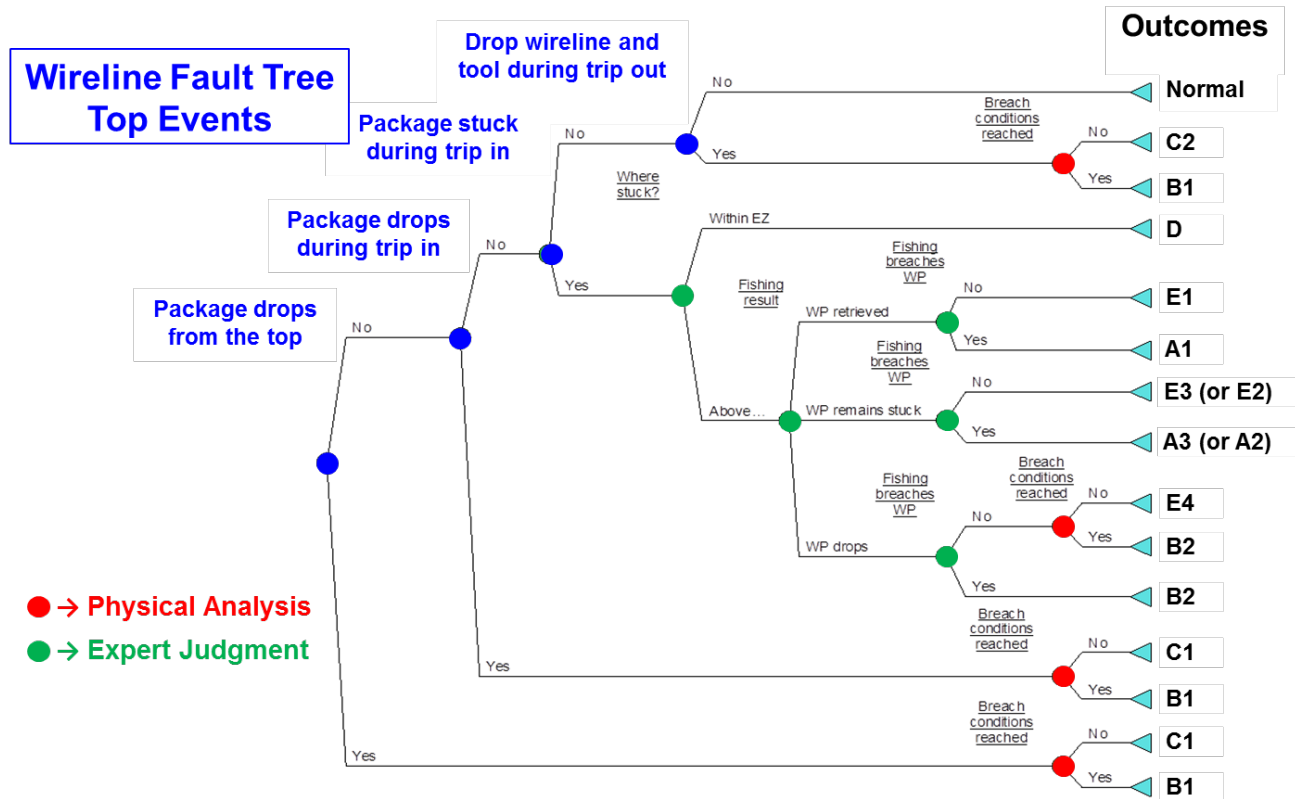 Outcomes
Drop wireline and
tool during trip out
Wireline Fault Tree
Top Events
No
Normal
Breach
conditions
reached
Package stuck
during trip in
No
No
C2
Yes
Yes
B1
Where
stuck?
Package drops
during trip in
Within EZ
D
No
Fishing
breaches
WP
Yes
Fishing
result
No
E1
Package drops
from the top
WP retrieved
No
Yes
A1
Fishing
breaches
WP
No
E3 (or E2)
Above...
WP remains stuck
Yes
A3 (or A2)
Breach
conditions
reached
Fishing
breaches
WP
No
E4
No
Yes
B2
WP drops
Yes
B2
→ Physical Analysis
→ Expert Judgment
Breach
conditions
reached
No
C1
Yes
Yes
B1
Breach
conditions
reached
No
C1
Yes
Yes
B1